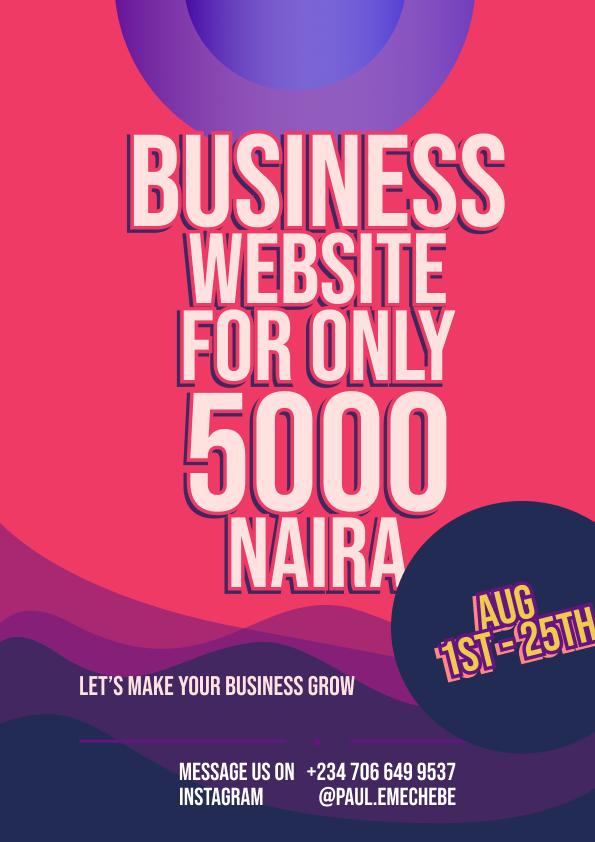 BUSINESS
WEBSITE
FOR ONLY
5000
NAIRA
AUG
1ST - 25TH
LET'S MAKE YOUR BUSINESS GROW
MESSAGE US ON +234 706 649 9537
INSTAGRAM @PAUL.EMECHEBE